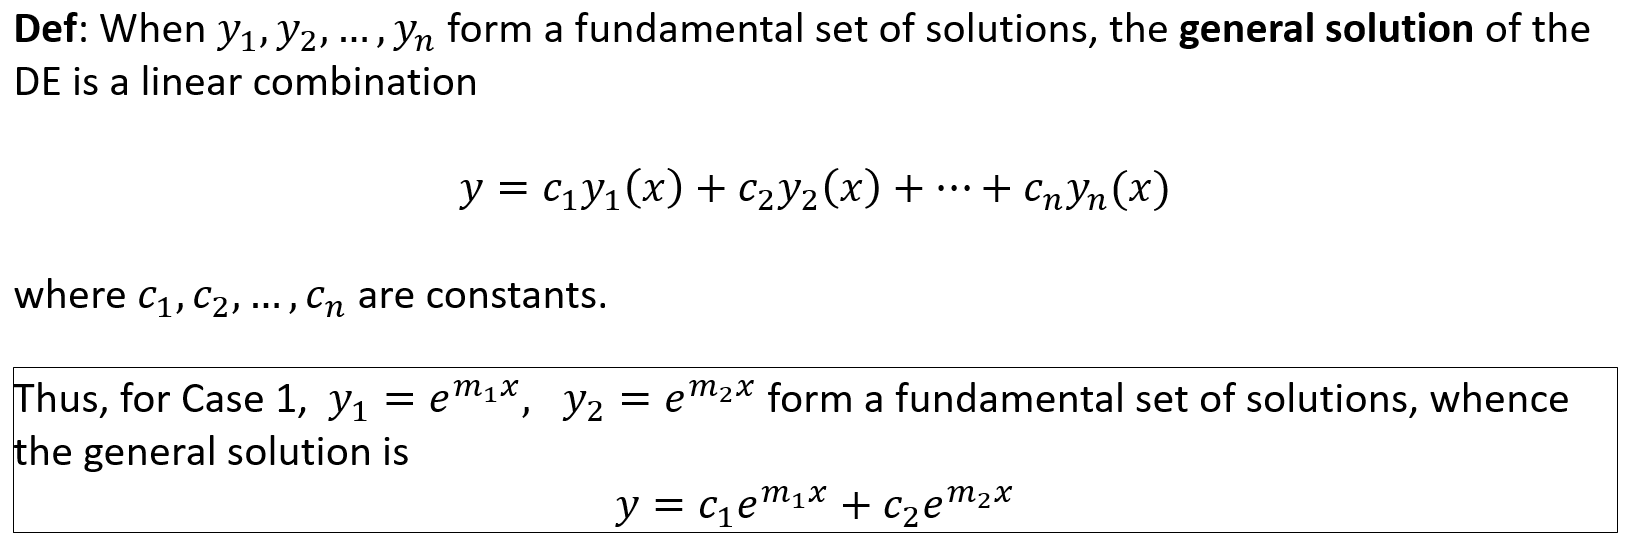 Def: When 𝑦₁, 𝑦₂, … , 𝑦ₙ form a fundamental set of solutions, the general solution of the
DE is a linear combination
𝑦 = 𝑐₁𝑦₁(𝑥) + 𝑐₂𝑦₂(𝑥) + ⋯ + 𝑐ₙ𝑦ₙ(𝑥)
where 𝑐₁, 𝑐₂, … , 𝑐ₙ are constants.
Thus, for Case 1, 𝑦₁ = 𝑒^{𝑚₁𝑥}, 𝑦₂ = 𝑒^{𝑚₂𝑥} form a fundamental set of solutions, whence
the general solution is
𝑦 = 𝑐₁𝑒^{𝑚₁𝑥} + 𝑐₂𝑒^{𝑚₂𝑥}